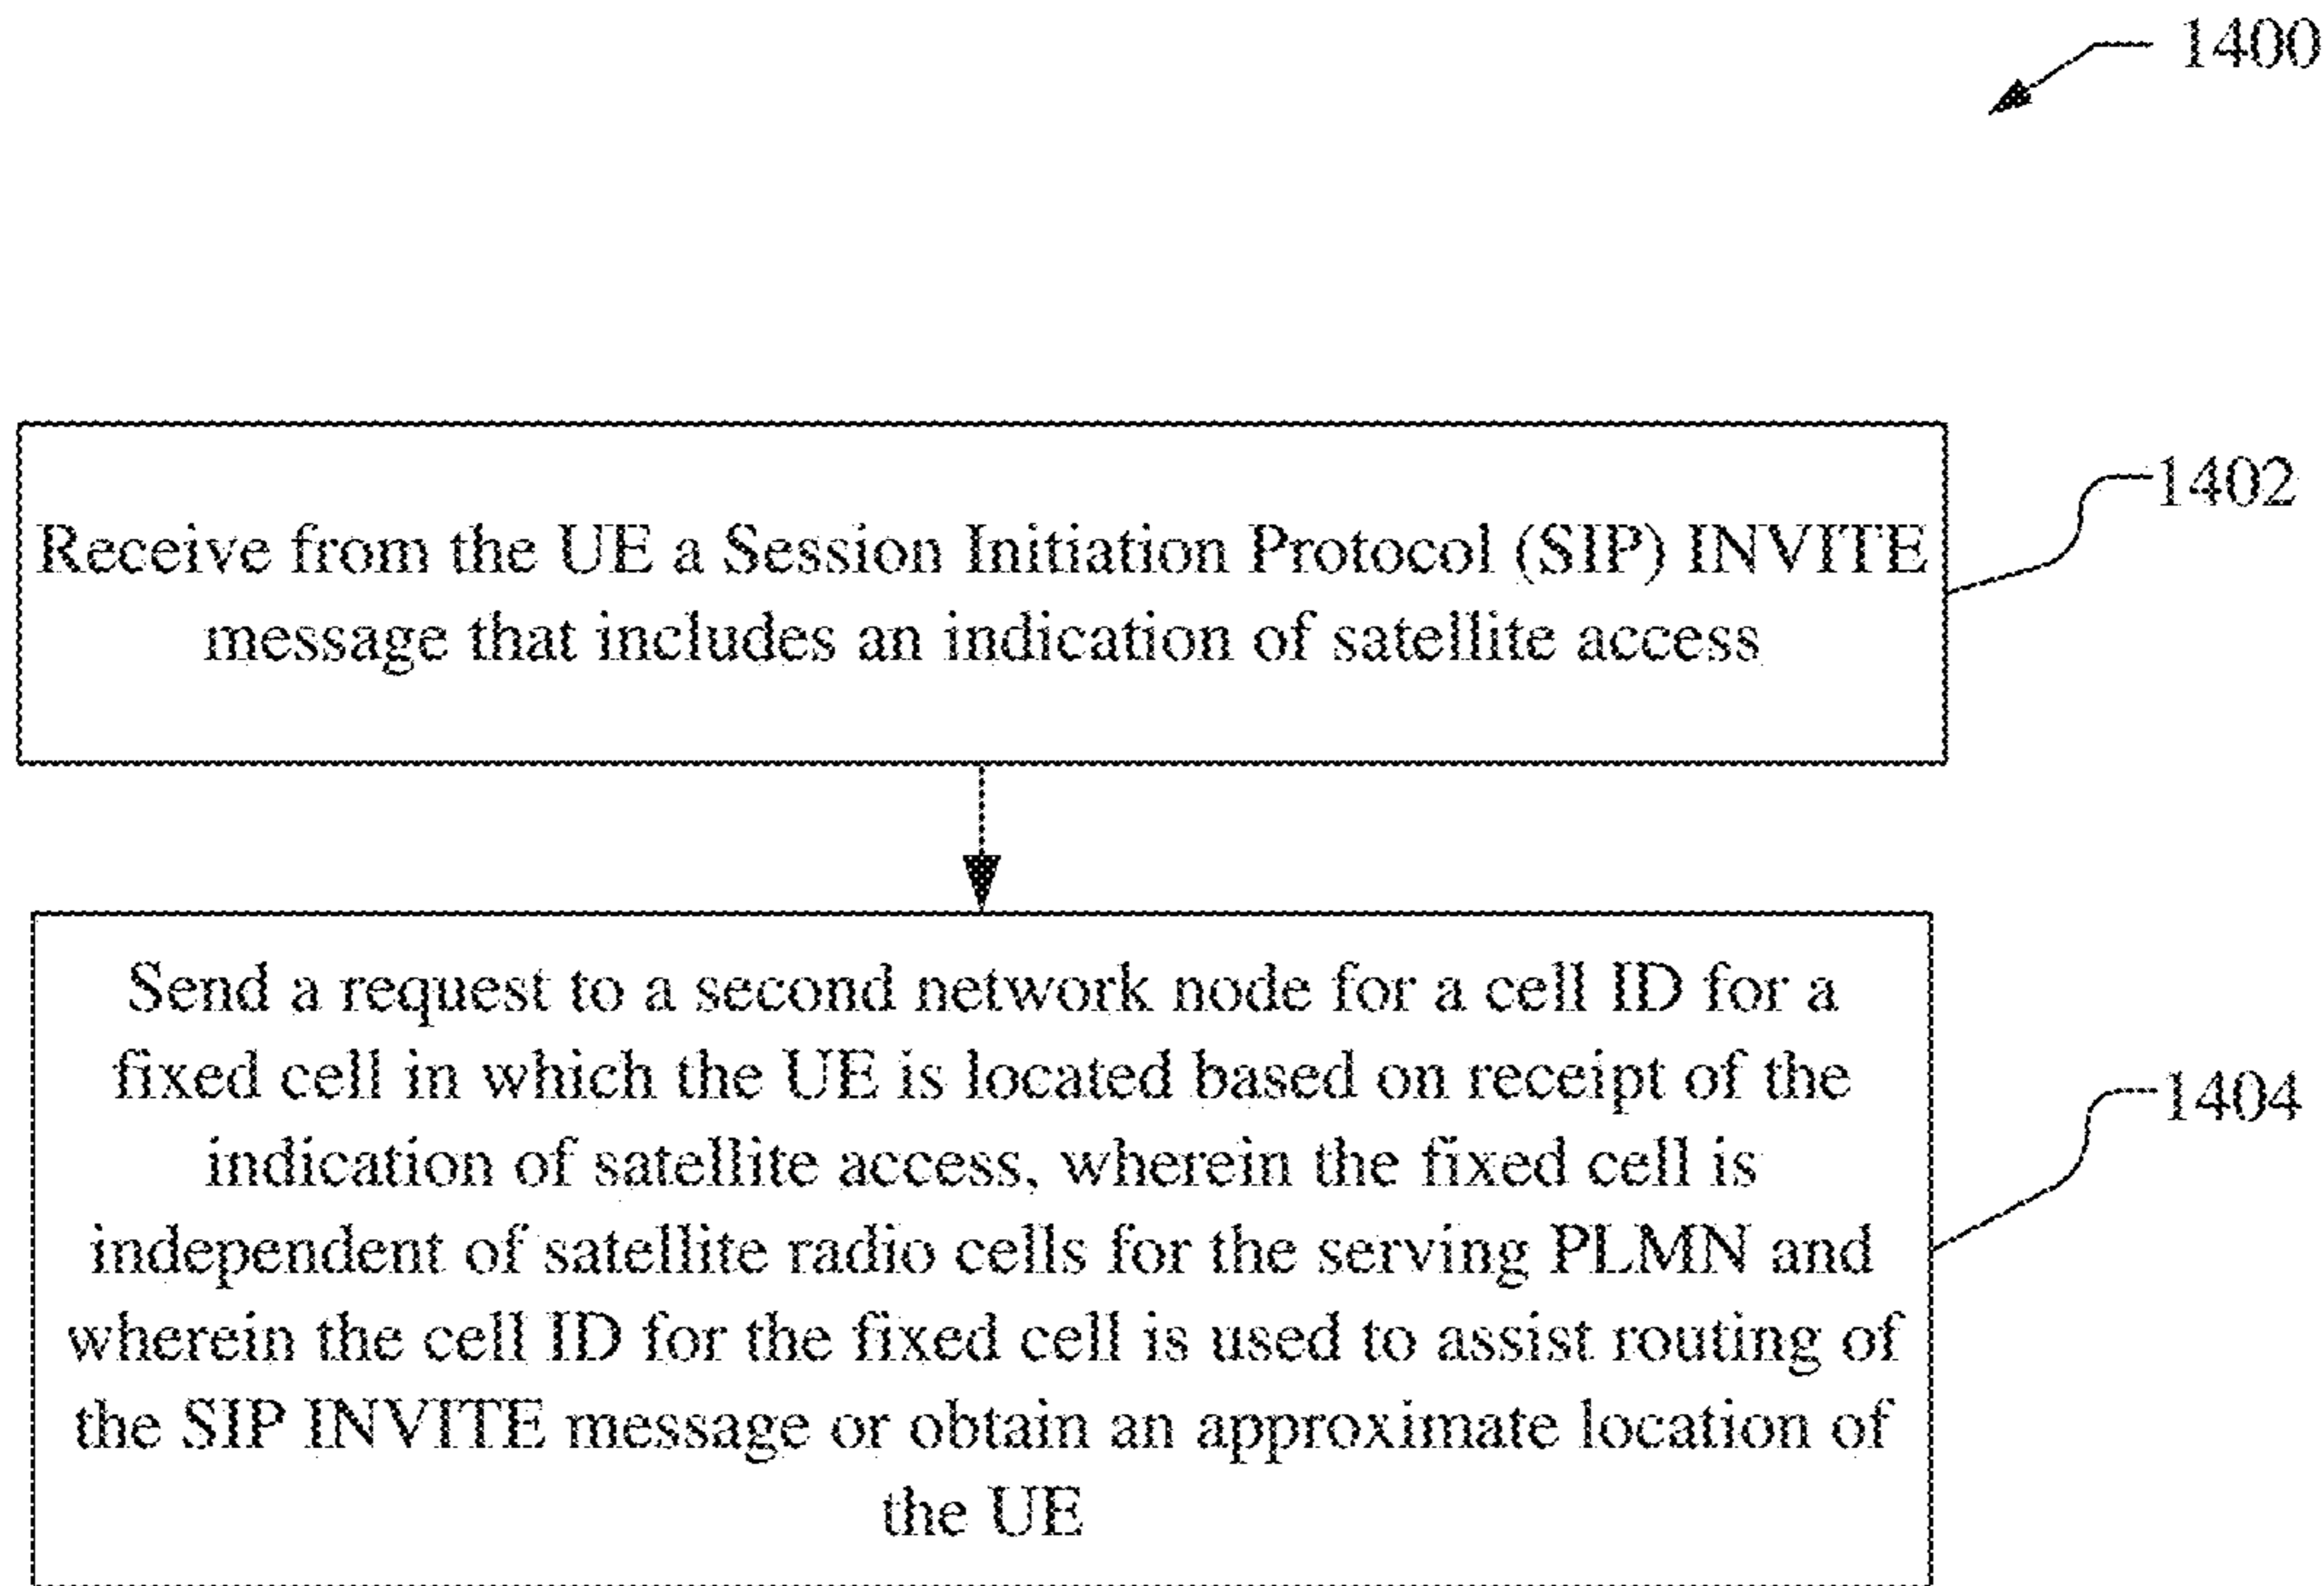 1400
Receive from the UE a Session Initiation Protocol (SIP) INVITE
message that includes an indication of satellite access
1402
Send a request to a second network node for a cell ID for a
fixed cell in which the UE is located based on receipt of the
indication of satellite access, wherein the fixed cell is
independent of satellite radio cells for the serving PLMN and
wherein the cell ID for the fixed cell is used to assist routing of
the SIP INVITE message or obtain an approximate location of
the UE
1404